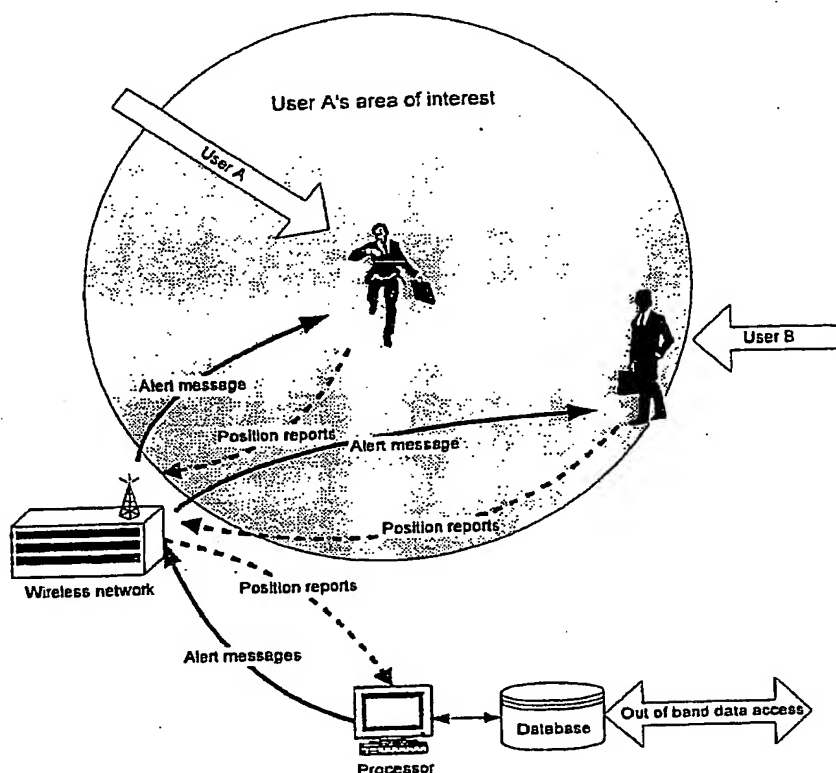 User A's area of interest
User A
User B
Alert message
Position reports
Alert message
Position reports
Wireless network
Position reports
Alert messages
Database
Out of band data access
Processor